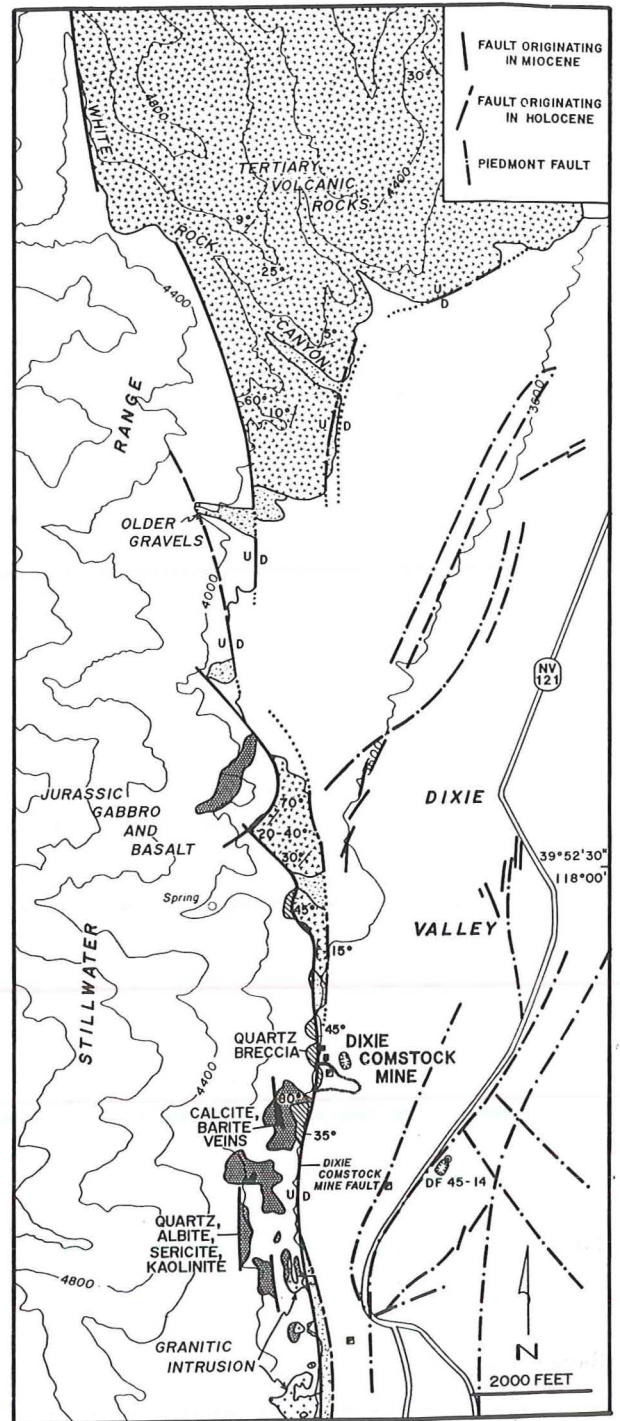 FAULT ORIGINATING
IN MIOCENE
FAULT ORIGINATING
IN HOLOCENE
PIEDMONT FAULT
30°
4800
WHITE
TERTIARY
VOLCANIC
ROCKS
4400
9°
ROCK
25°
4400
CANYON
5°
U
D
60°
10°
U D
3600
RANGE
OLDER
GRAVELS
U D
4000
U D
NV
121
3600
JURASSIC
GABBRO
AND
BASALT
70°
20-40°
30°
DIXIE
39°52'30"
118°00'
Spring
45°
VALLEY
15°
STILLWATER
45°
QUARTZ
BRECCIA
DIXIE
COMSTOCK
MINE
4400
80°
CALCITE,
BARITE
VEINS
35°
DIXIE
COMSTOCK
MINE FAULT
DF 45-14
U D
QUARTZ,
ALBITE,
SERICITE,
KAOLINITE
4800
GRANITIC
INTRUSION
N
2000 FEET